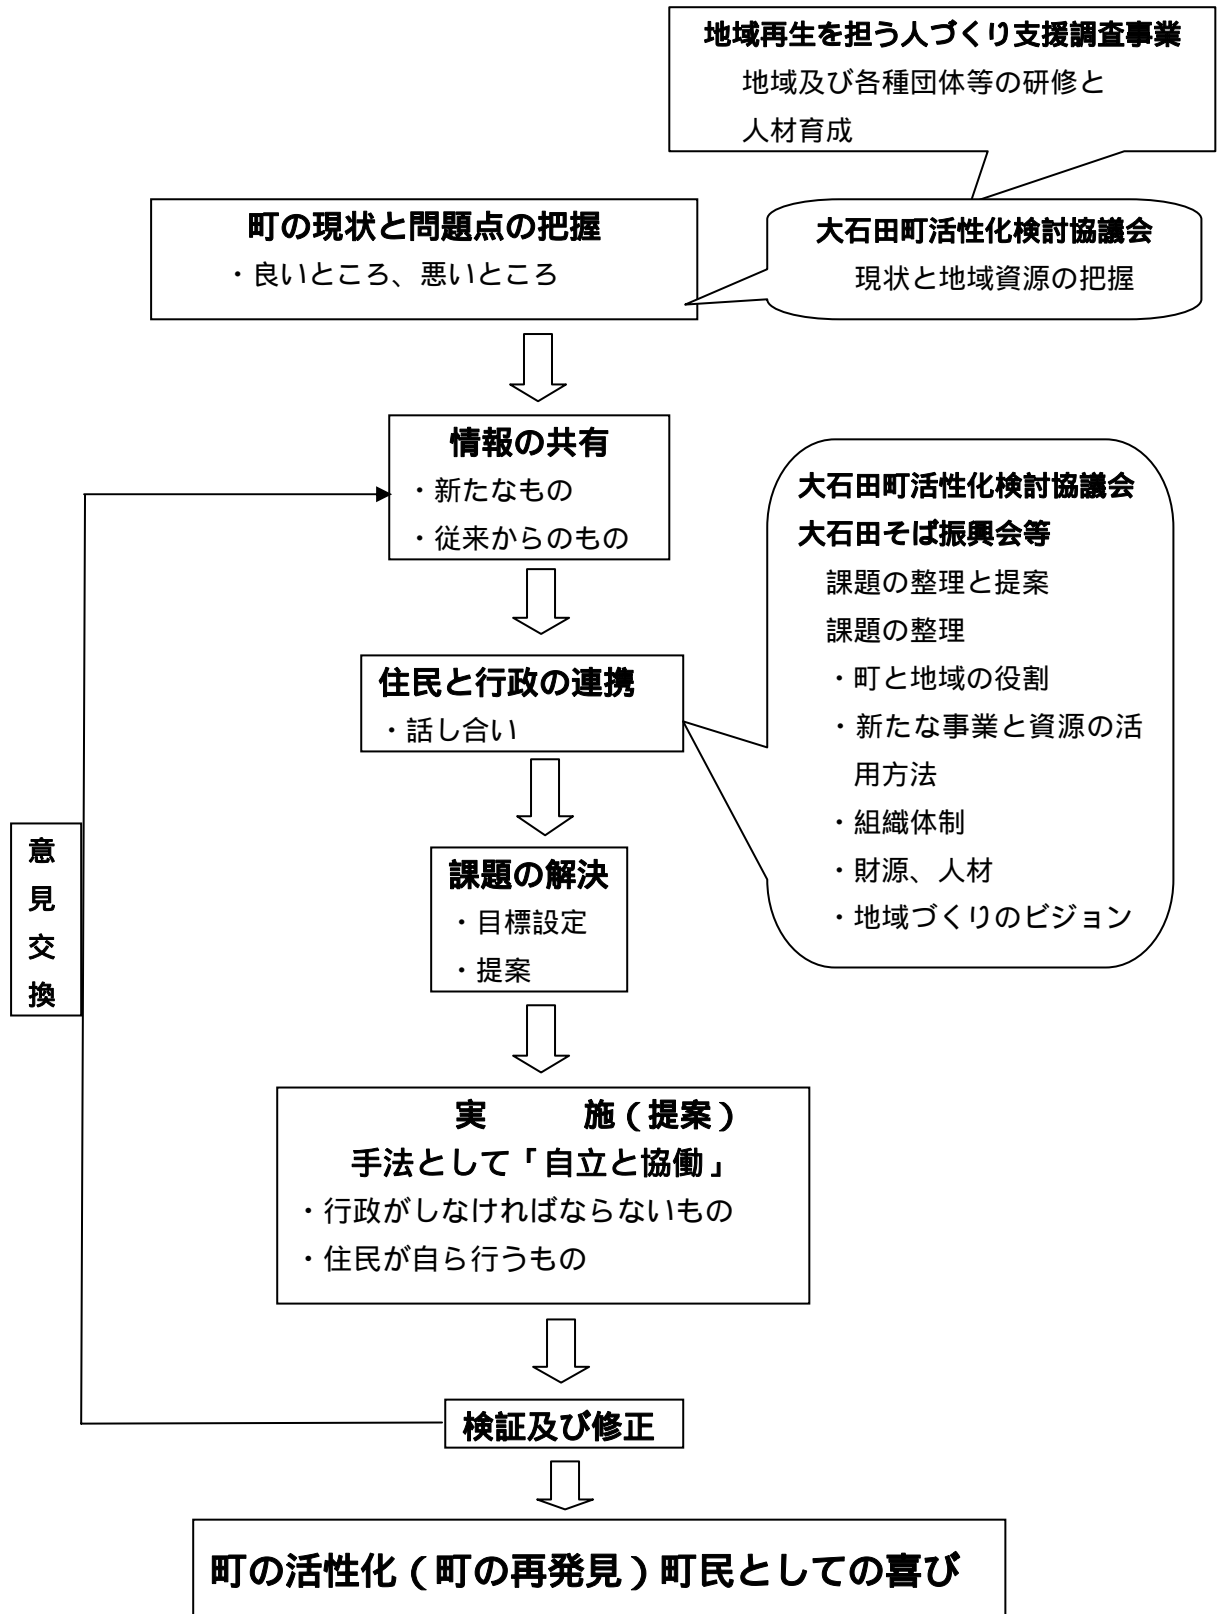 地域再生を担う人づくり支援調査事業
地域及び各種団体等の研修と
人材育成
町の現状と問題点の把握
・良いところ、悪いところ
大石田町活性化検討協議会
現状と地域資源の把握
情報の共有
・新たなもの
・従来からのもの
大石田町活性化検討協議会
大石田そば振興会等
課題の整理と提案
課題の整理
・町と地域の役割
・新たな事業と資源の活
用方法
・組織体制
・財源、人材
・地域づくりのビジョン
住民と行政の連携
・話し合い
意
見
交
換
課題の解決
・目標設定
・提案
実　　　施（提案）
手法として「自立と協働」
・行政がしなければならないもの
・住民が自ら行うもの
検証及び修正
町の活性化（町の再発見）町民としての喜び